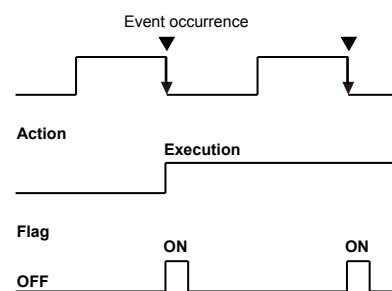 Event occurrence
Action
Execution
Flag
ON ON
OFF